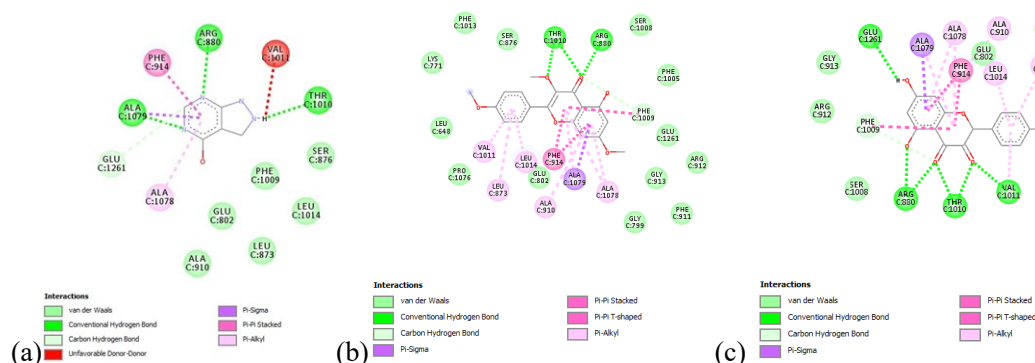 ARG
C:880
VAL
C:1011
PHE
C:914
THR
C:1010
ALA
C:1079
H
GLU
C:1261
SER
C:876
PHE
C:1009
ALA
C:1078
GLU
C:802
LEU
C:1014
LEU
C:873
ALA
C:910
Interactions
van der Waals
Conventional Hydrogen Bond
Carbon Hydrogen Bond
Unfavorable Donor-Donor
Pi-Sigma
Pi-Pi Stacked
Pi-Alkyl
(a)
PHE
C:1013
SER
C:876
THR
C:1010
ARG
C:880
SER
C:1008
LYS
C:771
PHE
C:1005
LEU
C:648
PHE
C:1009
GLU
C:1261
VAL
C:1011
LEU
C:1014
PHE
C:914
ARG
C:912
PRO
C:1076
GLU
C:802
ALA
C:1079
GLY
C:913
LEU
C:873
ALA
C:910
ALA
C:1078
PHE
C:911
GLY
C:799
Interactions
van der Waals
Conventional Hydrogen Bond
Carbon Hydrogen Bond
Pi-Sigma
Pi-Pi Stacked
Pi-Pi T-shaped
Pi-Alkyl
(b)
GLU
C:1261
ALA
C:1079
ALA
C:1078
ALA
C:910
GLU
C:802
GLY
C:913
PHE
C:914
LEU
C:1014
H
ARG
C:912
PHE
C:1009
SER
C:1008
ARG
C:880
THR
C:1010
VAL
C:1011
Interactions
van der Waals
Conventional Hydrogen Bond
Carbon Hydrogen Bond
Pi-Sigma
Pi-Pi Stacked
Pi-Pi T-shaped
Pi-Alkyl
(c)